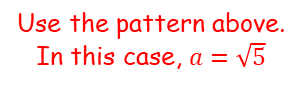 Use the pattern above.
In this case, a = √5